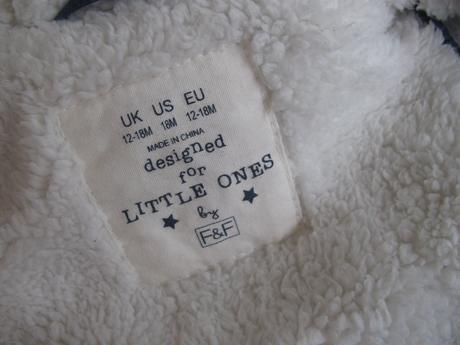 UK US EU
12-18M 18M 12-18M
MADE IN CHINA
designed
for
LITTLE ONES
by
F&F